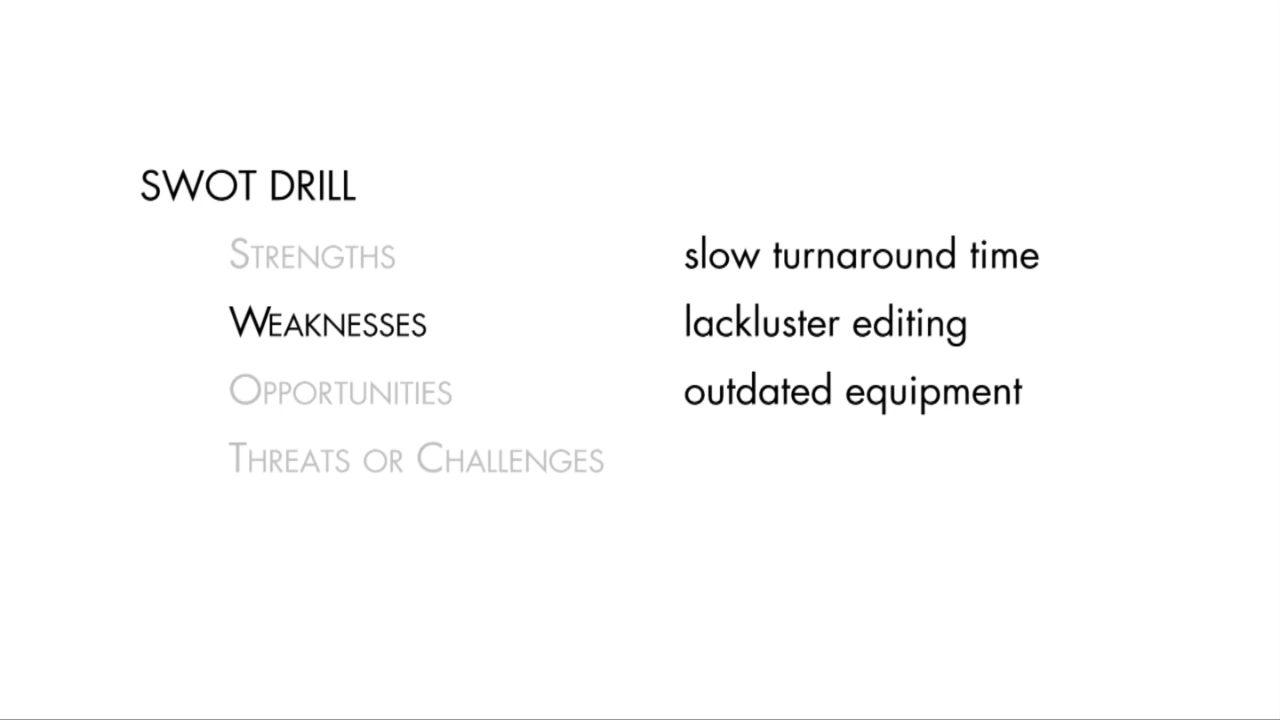 SWOT DRILL
STRENGTHS
WEAKNESSES
OPPORTUNITIES
THREATS OR CHALLENGES
slow turnaround time
lackluster editing
outdated equipment